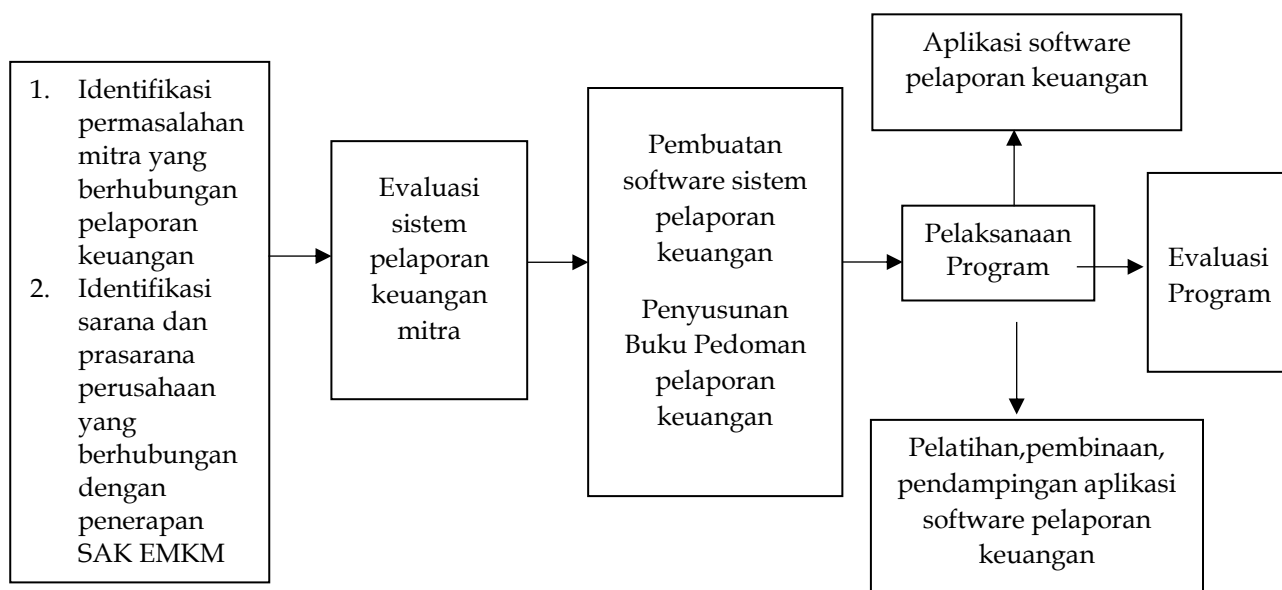 1. Identifikasi
permasalahan
mitra yang
berhubungan
pelaporan
keuangan
2. Identifikasi
sarana dan
prasarana
perusahaan
yang
berhubungan
dengan
penerapan
SAK EMKM
Evaluasi
sistem
pelaporan
keuangan
mitra
Pembuatan
software sistem
pelaporan
keuangan
Penyusunan
Buku Pedoman
pelaporan
keuangan
Aplikasi software
pelaporan keuangan
Pelaksanaan
Program
Pelatihan,pembinaan,
pendampingan aplikasi
software pelaporan
keuangan
Evaluasi
Program